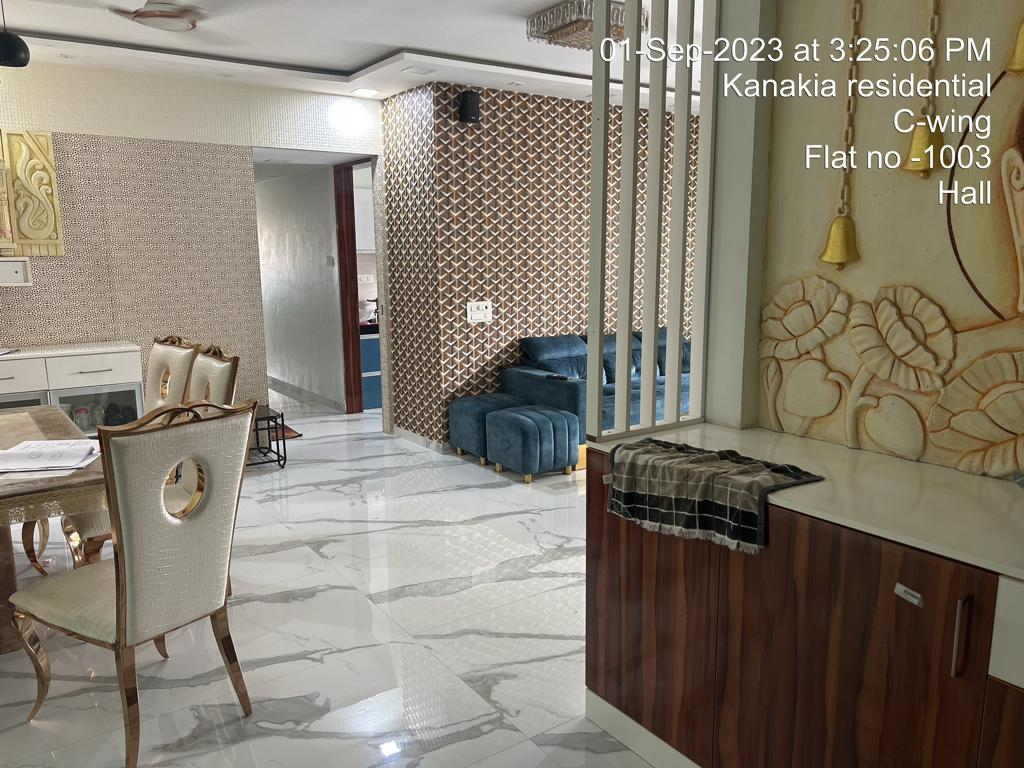 01-Sep-2023 at 3:25:06 PM
Kanakia residential
C-wing
Flat no -1003
Hall